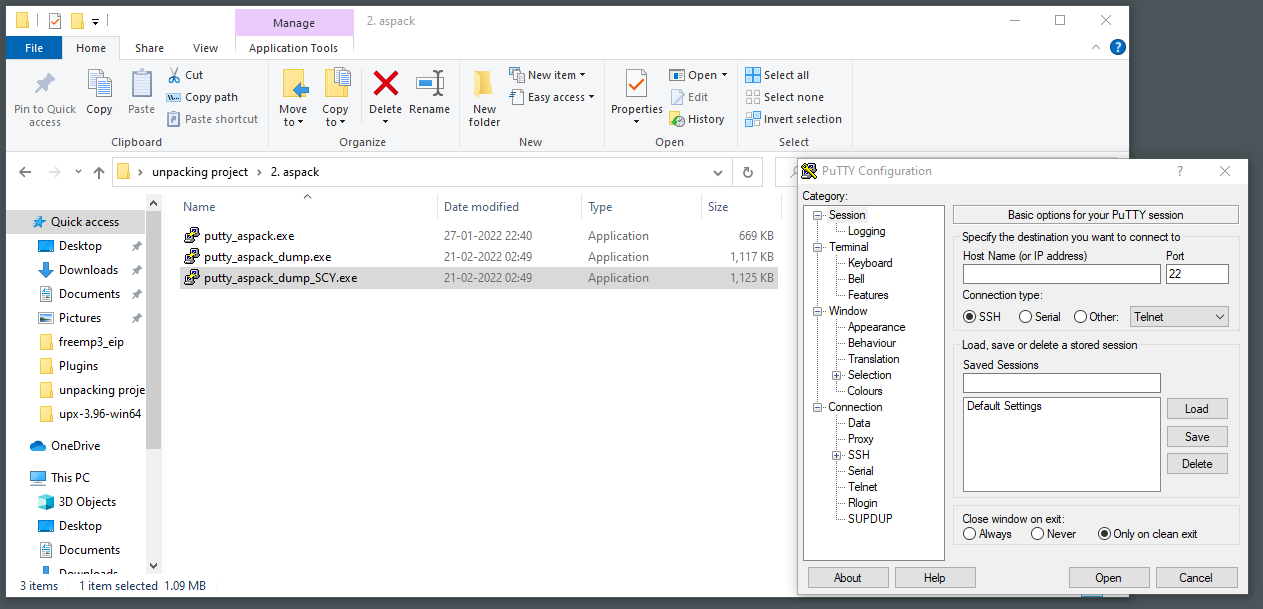 Manage
2. aspack
File
Home
Share
View
Application Tools
Pin to Quick access
Copy
Paste
Cut
Copy path
Paste shortcut
Clipboard
Move to
Copy to
Delete
Rename
Organize
New folder
New item
Easy access
New
Properties
Open
Edit
History
Open
Select all
Select none
Invert selection
Select
unpacking project > 2. aspack
Quick access
Desktop
Downloads
Documents
Pictures
freemp3_eip
Plugins
unpacking proje
upx-3.96-win64
OneDrive
This PC
3D Objects
Desktop
Documents
Downloads
Name Date modified Type Size
putty_aspack.exe 27-01-2022 22:40 Application 669 KB
putty_aspack_dump.exe 21-02-2022 02:49 Application 1,117 KB
putty_aspack_dump_SCY.exe 21-02-2022 02:49 Application 1,125 KB
3 items 1 item selected 1.09 MB
PuTTY Configuration
?
Category:
Session
Logging
Terminal
Keyboard
Bell
Features
Window
Appearance
Behaviour
Translation
Selection
Colours
Connection
Data
Proxy
SSH
Serial
Telnet
Rlogin
SUPDUP
Basic options for your PuTTY session
Specify the destination you want to connect to
Host Name (or IP address) Port
22
Connection type:
SSH Serial Other: Telnet
Load, save or delete a stored session
Saved Sessions
Default Settings
Load
Save
Delete
Close window on exit:
Always Never Only on clean exit
About Help Open Cancel